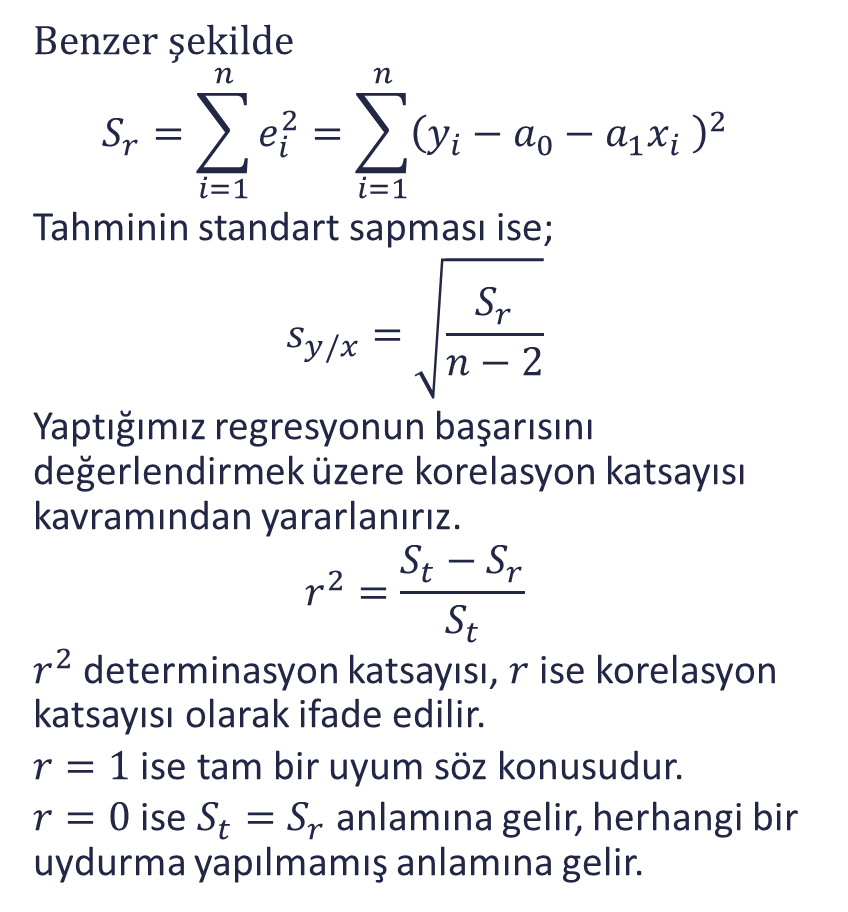 Benzer şekilde
$S_r = \sum_{i=1}^{n} e_i^2 = \sum_{i=1}^{n} (y_i - a_0 - a_1 x_i)^2$
Tahminin standart sapması ise;
$s_{y/x} = \sqrt{\frac{S_r}{n-2}}$
Yaptığımız regresyonun başarısını
değerlendirmek üzere korelasyon katsayısı
kavramından yararlanırız.
$r^2 = \frac{S_t - S_r}{S_t}$
$r^2$ determinasyon katsayısı, $r$ ise korelasyon
katsayısı olarak ifade edilir.
$r = 1$ ise tam bir uyum söz konusudur.
$r = 0$ ise $S_t = S_r$ anlamına gelir, herhangi bir
uydurma yapılmamış anlamına gelir.